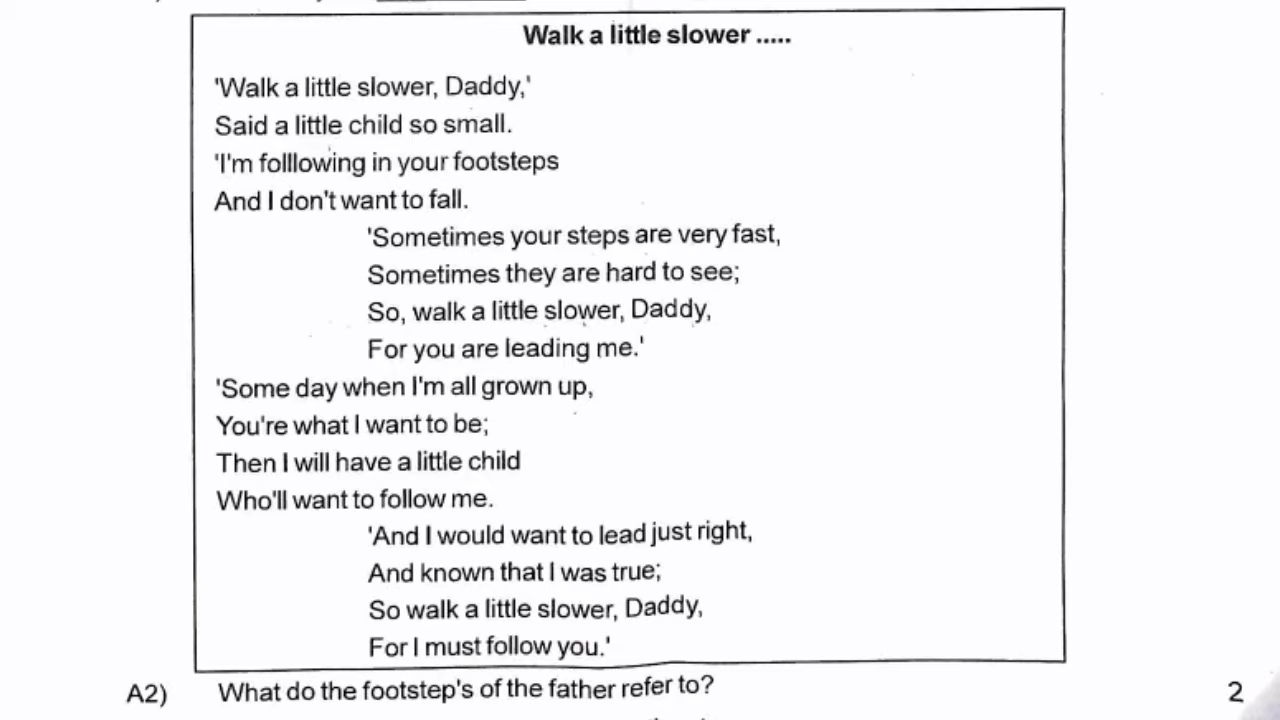 Walk a little slower .....
'Walk a little slower, Daddy,'
Said a little child so small.
'I'm folllowing in your footsteps
And I don't want to fall.
'Sometimes your steps are very fast,
Sometimes they are hard to see;
So, walk a little slower, Daddy,
For you are leading me.'
'Some day when I'm all grown up,
You're what I want to be;
Then I will have a little child
Who'll want to follow me.
'And I would want to lead just right,
And known that I was true;
So walk a little slower, Daddy,
For I must follow you.'
A2) What do the footstep's of the father refer to? 2